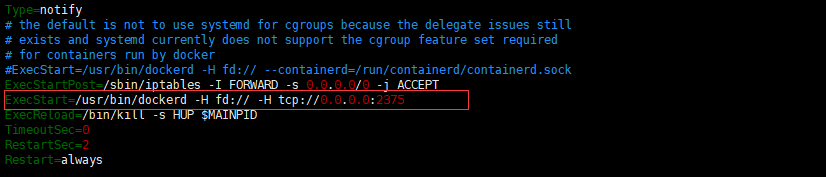 Type=notify
# the default is not to use systemd for cgroups because the delegate issues still
# exists and systemd currently does not support the cgroup feature set required
# for containers run by docker
#ExecStart=/usr/bin/dockerd -H fd:// --containerd=/run/containerd/containerd.sock
ExecStartPost=/sbin/iptables -I FORWARD -s 0.0.0.0/0 -j ACCEPT
ExecStart=/usr/bin/dockerd -H fd:// -H tcp://0.0.0.0:2375
ExecReload=/bin/kill -s HUP $MAINPID
TimeoutSec=0
RestartSec=2
Restart=always